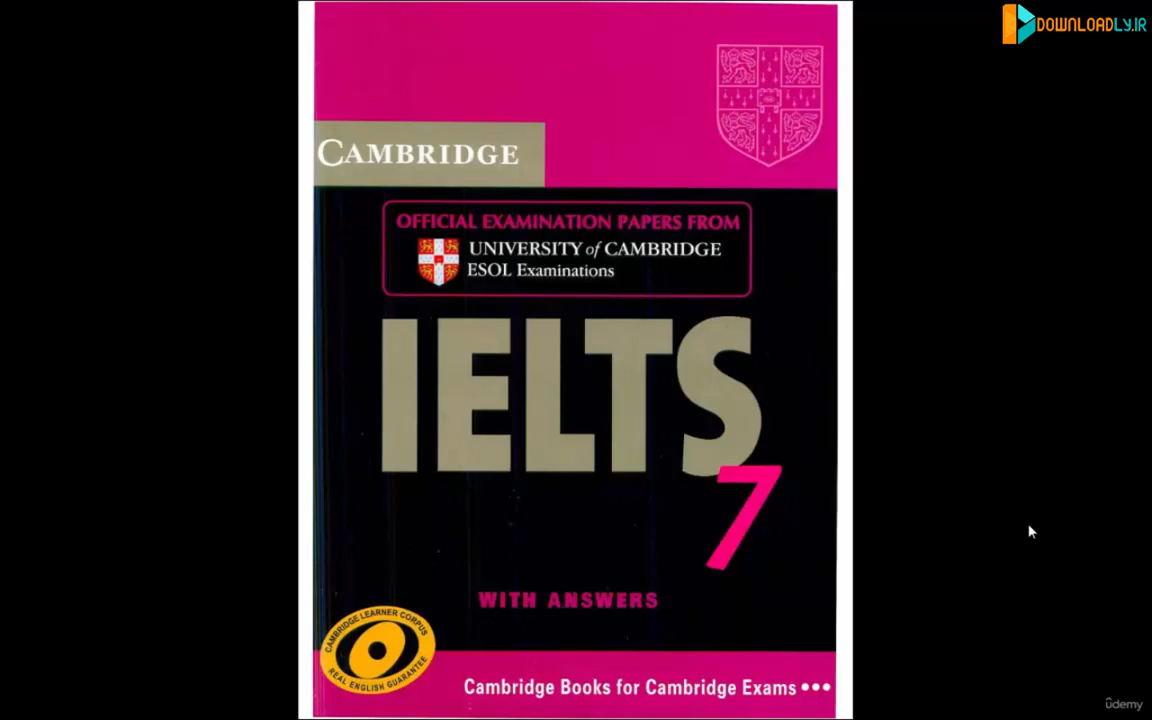 DOWNLOADLY.IR
CAMBRIDGE
OFFICIAL EXAMINATION PAPERS FROM
UNIVERSITY of CAMBRIDGE
ESOL Examinations
IELTS
7
WITH ANSWERS
CAMBRIDGE LEARNER CORPUS
REAL ENGLISH GUARANTEE
Cambridge Books for Cambridge Exams •••
ûdemy